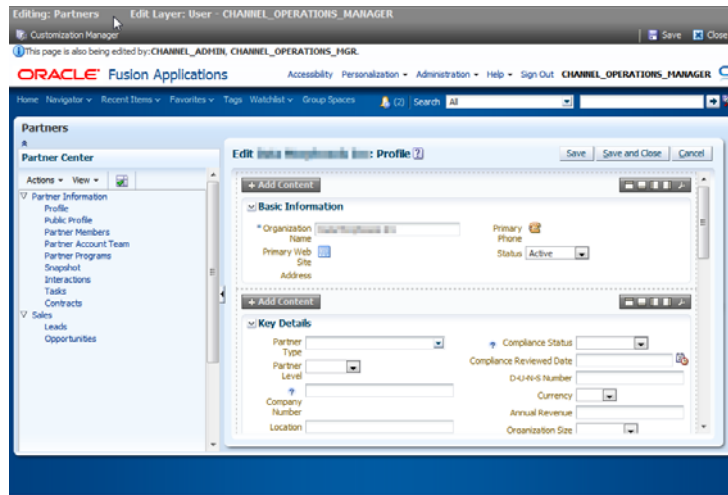 Editing: Partners Edit Layer: User - CHANNEL_OPERATIONS_MANAGER
Customization Manager Save Close
This page is also being edited by:CHANNEL_ADMIN, CHANNEL_OPERATIONS_MGR.
ORACLE Fusion Applications Accessibility Personalization Administration Help Sign Out CHANNEL_OPERATIONS_MANAGER
Home Navigator Recent Items Favorites Tags Watchlist Group Spaces (2) Search All
Partners
Partner Center
Actions View
Partner Information
Profile
Public Profile
Partner Members
Partner Account Team
Partner Programs
Snapshot
Interactions
Tasks
Contracts
Sales
Leads
Opportunities
Edit : Profile ? Save Save and Close Cancel
+ Add Content
Basic Information
* Organization Name
Primary Phone
Primary Web Site
Status Active
Address
+ Add Content
Key Details
Partner Type
Partner Level
Company Number
Location
Compliance Status
Compliance Reviewed Date
D-U-N-S Number
Currency
Annual Revenue
Organization Size